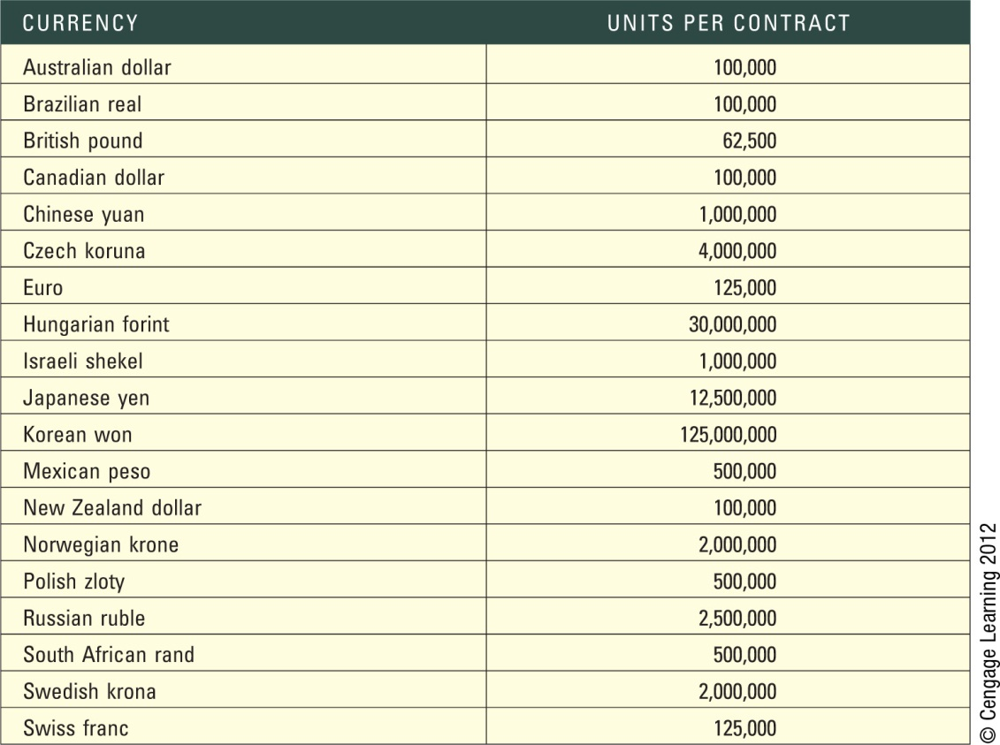 CURRENCY UNITS PER CONTRACT
Australian dollar 100,000
Brazilian real 100,000
British pound 62,500
Canadian dollar 100,000
Chinese yuan 1,000,000
Czech koruna 4,000,000
Euro 125,000
Hungarian forint 30,000,000
Israeli shekel 1,000,000
Japanese yen 12,500,000
Korean won 125,000,000
Mexican peso 500,000
New Zealand dollar 100,000
Norwegian krone 2,000,000
Polish zloty 500,000
Russian ruble 2,500,000
South African rand 500,000
Swedish krona 2,000,000
Swiss franc 125,000
© Cengage Learning 2012